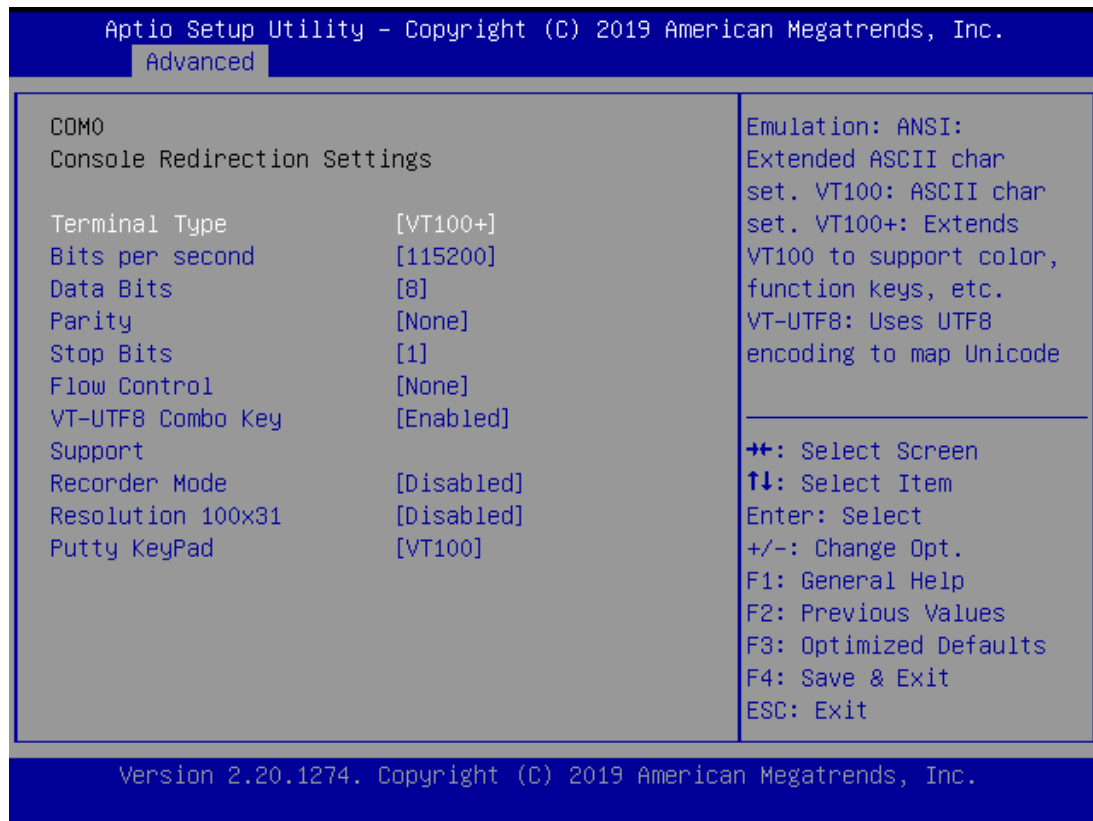 Aptio Setup Utility – Copyright (C) 2019 American Megatrends, Inc.
Advanced
COM0
Console Redirection Settings
Terminal Type [VT100+]
Bits per second [115200]
Data Bits [8]
Parity [None]
Stop Bits [1]
Flow Control [None]
VT-UTF8 Combo Key [Enabled]
Support
Recorder Mode [Disabled]
Resolution 100x31 [Disabled]
Putty KeyPad [VT100]
Emulation: ANSI:
Extended ASCII char
set. VT100: ASCII char
set. VT100+: Extends
VT100 to support color,
function keys, etc.
VT-UTF8: Uses UTF8
encoding to map Unicode
→←: Select Screen
↑↓: Select Item
Enter: Select
+/-: Change Opt.
F1: General Help
F2: Previous Values
F3: Optimized Defaults
F4: Save & Exit
ESC: Exit
Version 2.20.1274. Copyright (C) 2019 American Megatrends, Inc.